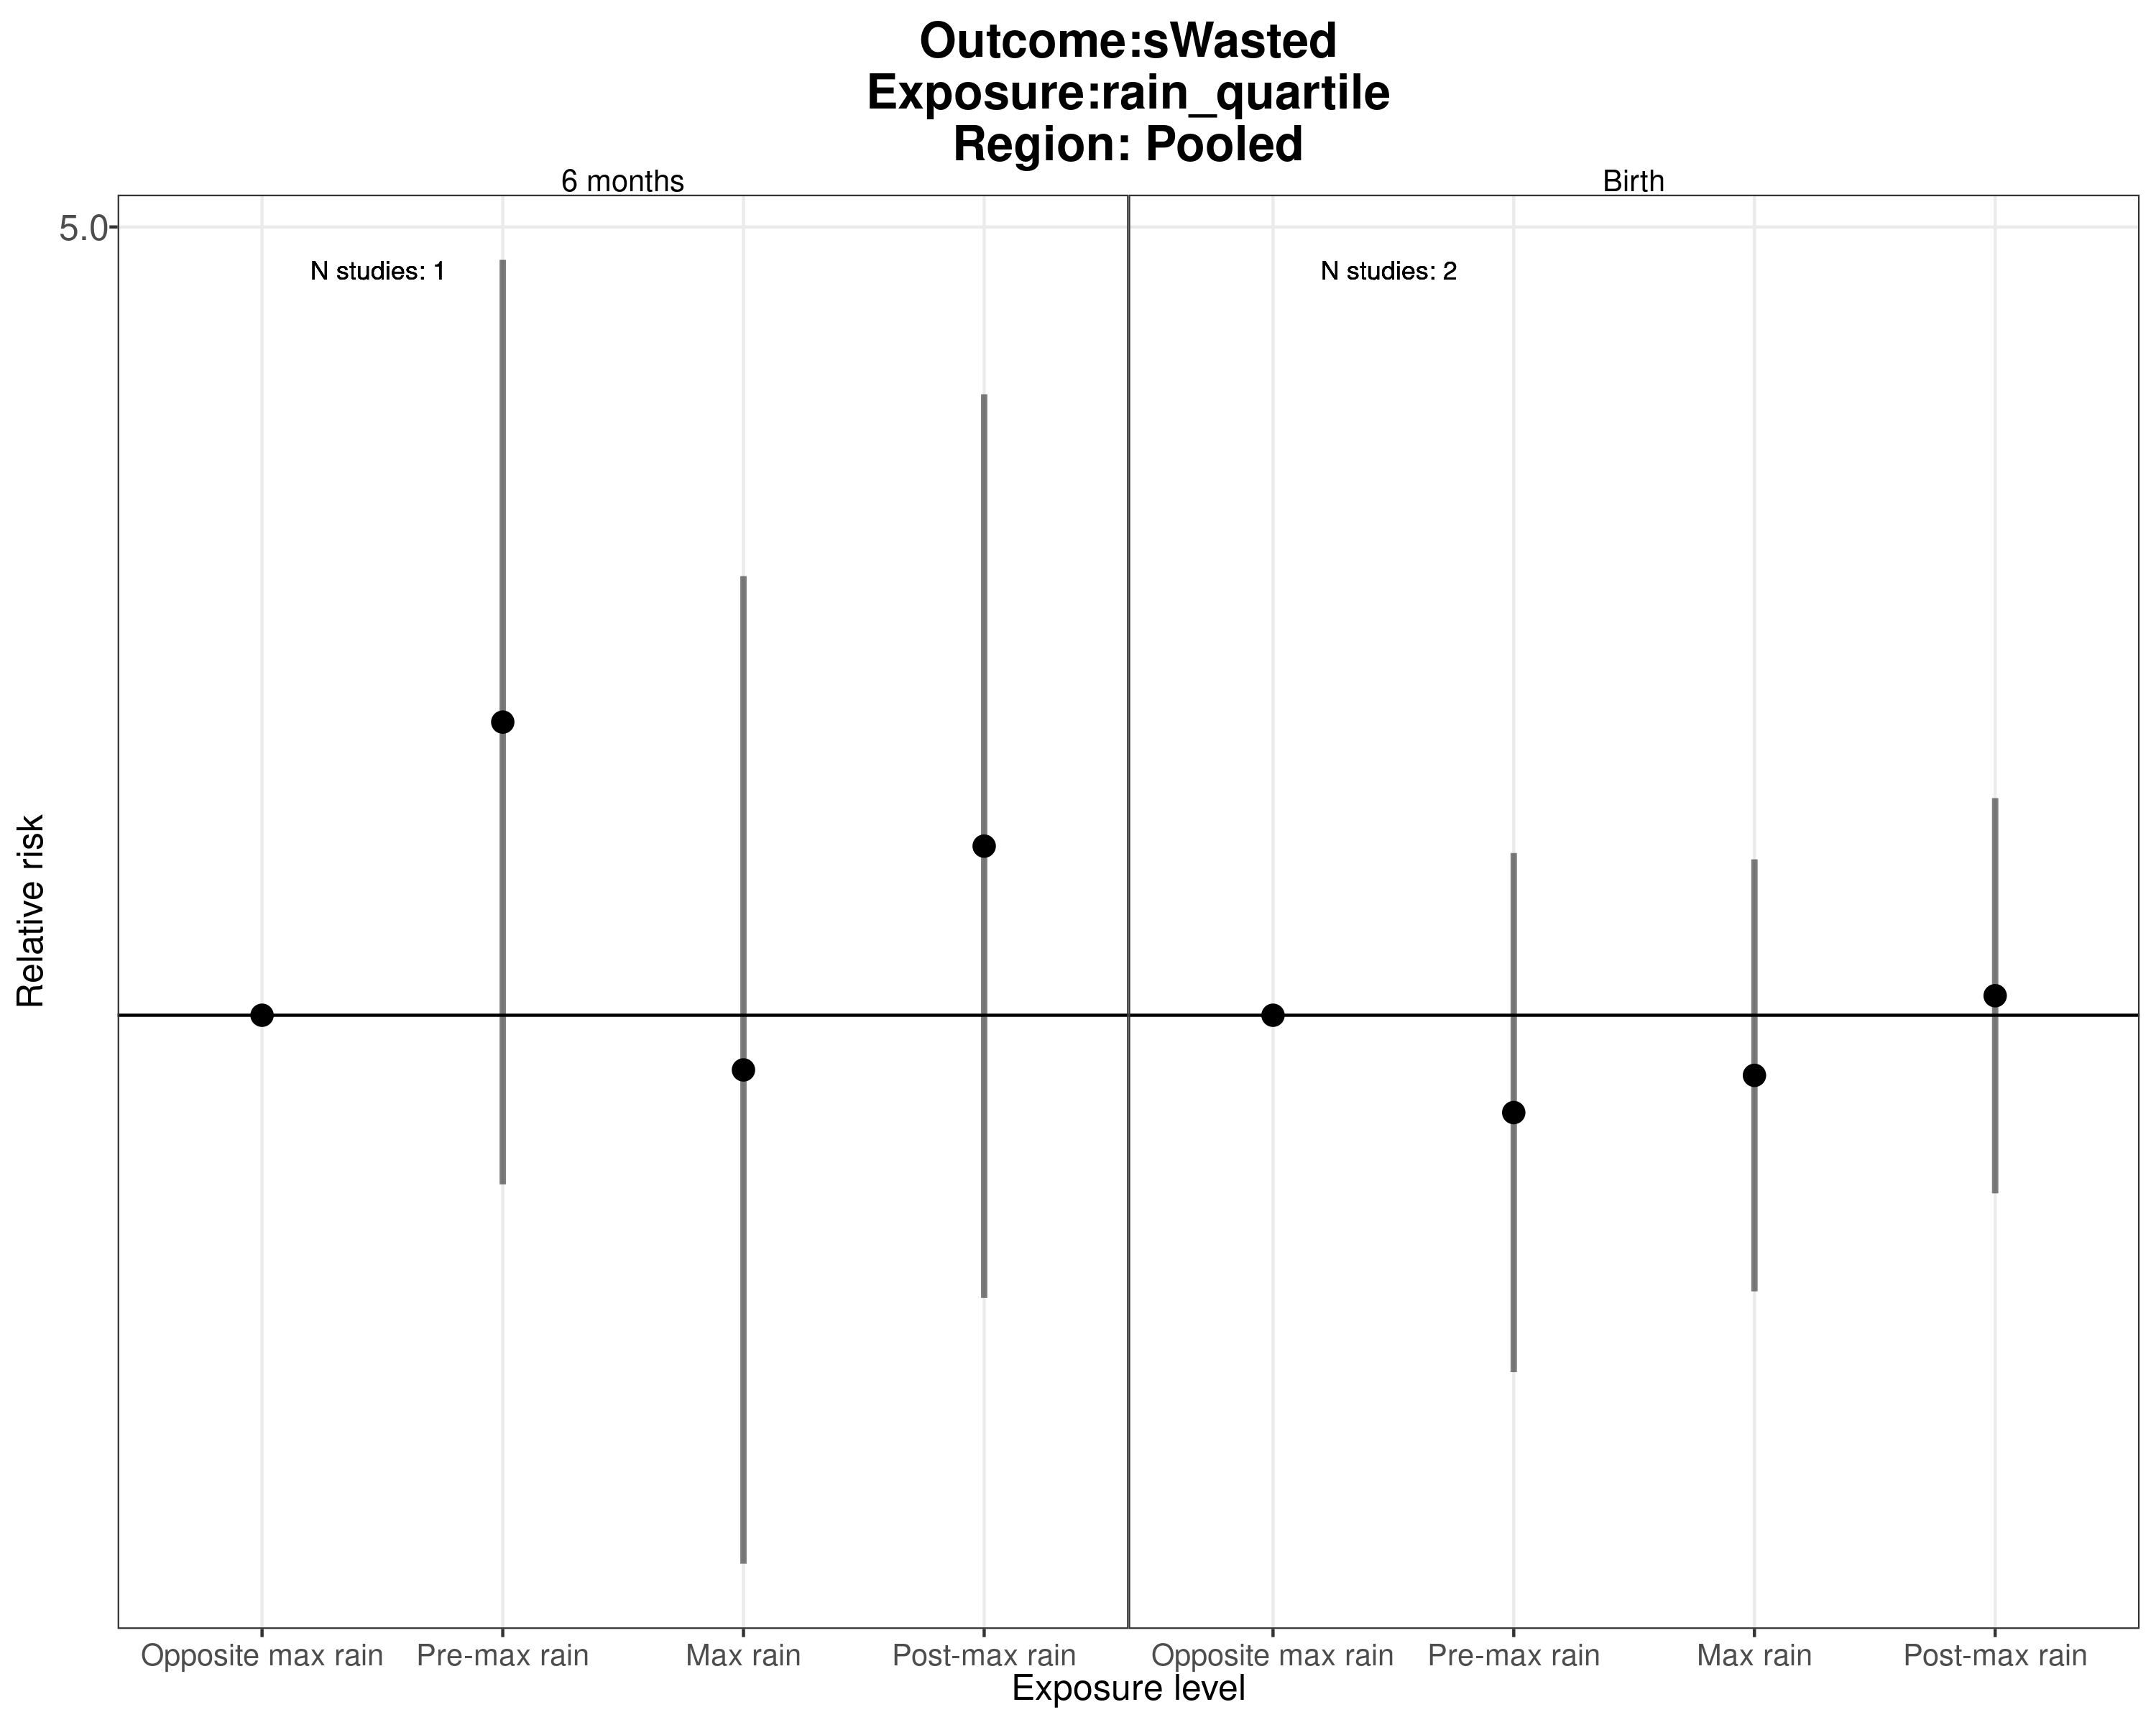 Outcome:sWasted
Exposure:rain_quartile
Region: Pooled
6 months
Birth
5.0
N studies: 1
N studies: 2
Relative risk
Opposite max rain
Pre-max rain
Max rain
Post-max rain
Opposite max rain
Pre-max rain
Max rain
Post-max rain
Exposure level